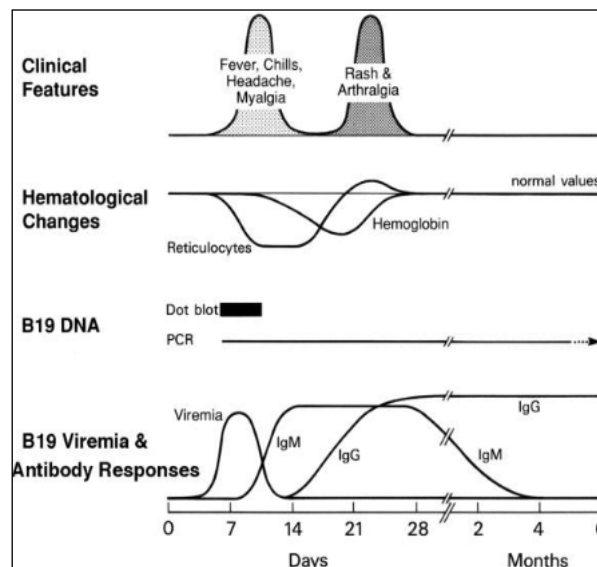 Clinical
Features
Fever, Chills,
Headache,
Myalgia
Rash &
Arthralgia
Hematological
Changes
normal values
Hemoglobin
Reticulocytes
B19 DNA
Dot blot
PCR
B19 Viremia &
Antibody Responses
Viremia
IgM
IgG
IgG
IgM
0 7 14 21 28 2 4 6
Days Months